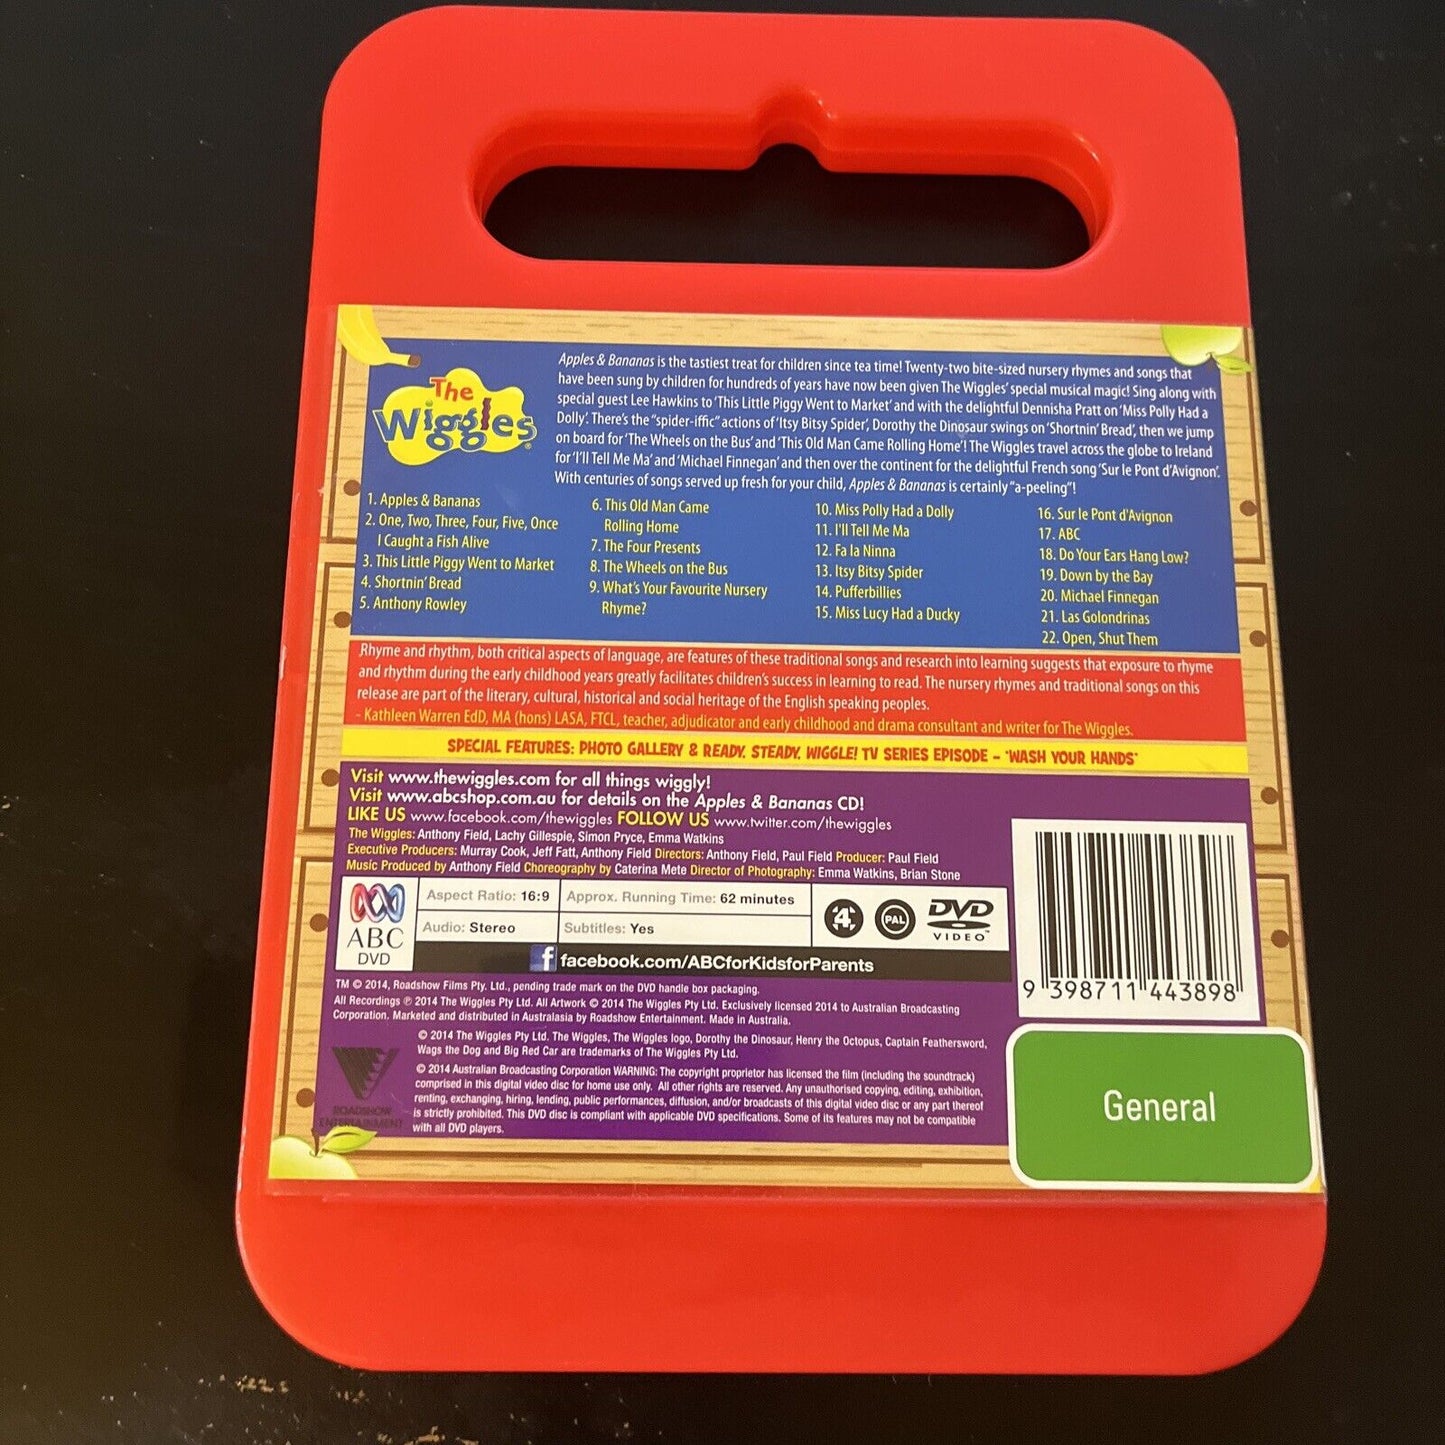 The
Wiggles
®
Apples & Bananas is the tastiest treat for children since tea time! Twenty-two bite-sized nursery rhymes and songs that
have been sung by children for hundreds of years have now been given The Wiggles' special musical magic! Sing along with
special guest Lee Hawkins to 'This Little Piggy Went to Market' and with the delightful Dennisha Pratt on 'Miss Polly Had a
Dolly'. There's the "spider-iffic" actions of 'Itsy Bitsy Spider', Dorothy the Dinosaur swings on 'Shortnin' Bread', then we jump
on board for 'The Wheels on the Bus' and 'This Old Man Came Rolling Home'! The Wiggles travel across the globe to Ireland
for 'I'll Tell Me Ma' and 'Michael Finnegan' and then over the continent for the delightful French song 'Sur le Pont d'Avignon'.
With centuries of songs served up fresh for your child, Apples & Bananas is certainly "a-peeling"!
1. Apples & Bananas
2. One, Two, Three, Four, Five, Once
I Caught a Fish Alive
3. This Little Piggy Went to Market
4. Shortnin' Bread
5. Anthony Rowley
6. This Old Man Came
Rolling Home
7. The Four Presents
8. The Wheels on the Bus
9. What's Your Favourite Nursery
Rhyme?
10. Miss Polly Had a Dolly
11. I'll Tell Me Ma
12. Fa la Ninna
13. Itsy Bitsy Spider
14. Pufferbillies
15. Miss Lucy Had a Ducky
16. Sur le Pont d'Avignon
17. ABC
18. Do Your Ears Hang Low?
19. Down by the Bay
20. Michael Finnegan
21. Las Golondrinas
22. Open, Shut Them
Rhyme and rhythm, both critical aspects of language, are features of these traditional songs and research into learning suggests that exposure to rhyme
and rhythm during the early childhood years greatly facilitates children's success in learning to read. The nursery rhymes and traditional songs on this
release are part of the literary, cultural, historical and social heritage of the English speaking peoples.
- Kathleen Warren EdD, MA (hons) LASA, FTCL, teacher, adjudicator and early childhood and drama consultant and writer for The Wiggles.
SPECIAL FEATURES: PHOTO GALLERY & READY, STEADY, WIGGLE! TV SERIES EPISODE – 'WASH YOUR HANDS'
Visit www.thewiggles.com for all things wiggly!
Visit www.abcshop.com.au for details on the Apples & Bananas CD!
LIKE US www.facebook.com/thewiggles FOLLOW US www.twitter.com/thewiggles
The Wiggles: Anthony Field, Lachy Gillespie, Simon Pryce, Emma Watkins
Executive Producers: Murray Cook, Jeff Fatt, Anthony Field Directors: Anthony Field, Paul Field Producer: Paul Field
Music Produced by Anthony Field Choreography by Caterina Mete Director of Photography: Emma Watkins, Brian Stone
ABC
DVD
Aspect Ratio: 16:9
Approx. Running Time: 62 minutes
Audio: Stereo
Subtitles: Yes
4
PAL
DVD
VIDEO™
f facebook.com/ABCforKidsforParents
9 398711 443898
TM © 2014, Roadshow Films Pty. Ltd., pending trade mark on the DVD handle box packaging.
All Recordings ℗ 2014 The Wiggles Pty Ltd. All Artwork © 2014 The Wiggles Pty Ltd. Exclusively licensed 2014 to Australian Broadcasting
Corporation. Marketed and distributed in Australasia by Roadshow Entertainment. Made in Australia.
© 2014 The Wiggles Pty Ltd. The Wiggles, The Wiggles logo, Dorothy the Dinosaur, Henry the Octopus, Captain Feathersword,
Wags the Dog and Big Red Car are trademarks of The Wiggles Pty Ltd.
© 2014 Australian Broadcasting Corporation WARNING: The copyright proprietor has licensed the film (including the soundtrack)
comprised in this digital video disc for home use only. All other rights are reserved. Any unauthorised copying, editing, exhibition,
renting, exchanging, hiring, lending, public performances, diffusion, and/or broadcasts of this digital video disc or any part thereof
is strictly prohibited. This DVD disc is compliant with applicable DVD specifications. Some of its features may not be compatible
with all DVD players.
ROADSHOW
ENTERTAINMENT
General